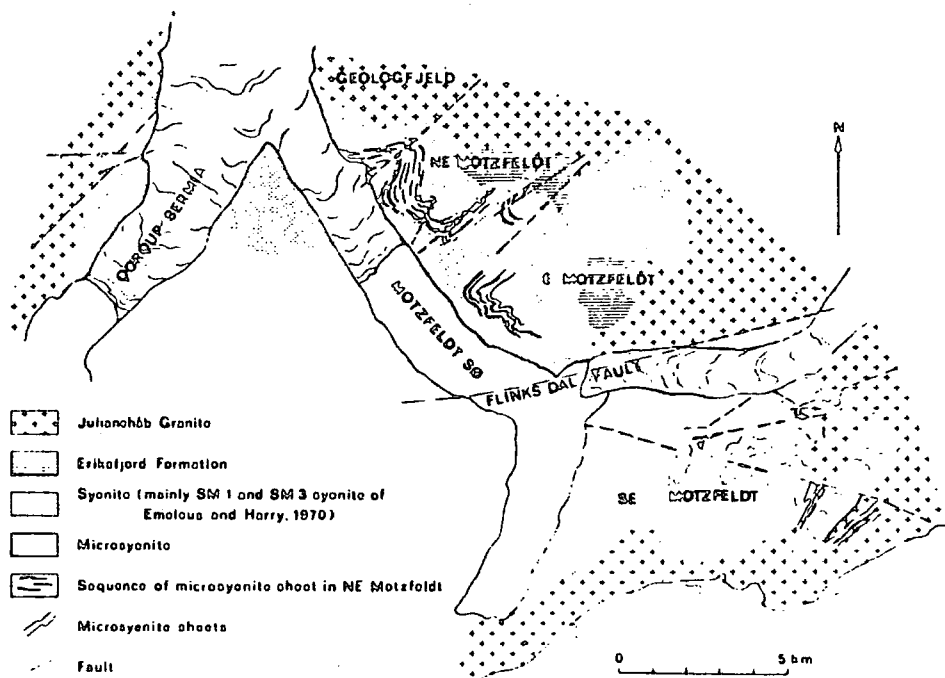 GEOLOGFJELD
N
NE MOTZFELDT
QOROUP SERMIA
E MOTZFELDT
MOTZFELDT SØ
FLINKS DAL FAULT
SE MOTZFELDT
Julianehåb Granite
Eriksfjord Formation
Syenite (mainly SM 1 and SM 3 syenite of
Emeleus and Harry, 1970)
Microsyenite
Sequence of microsyenite sheet in NE Motzfeldt
Microsyenite sheets
Fault
0 5 km